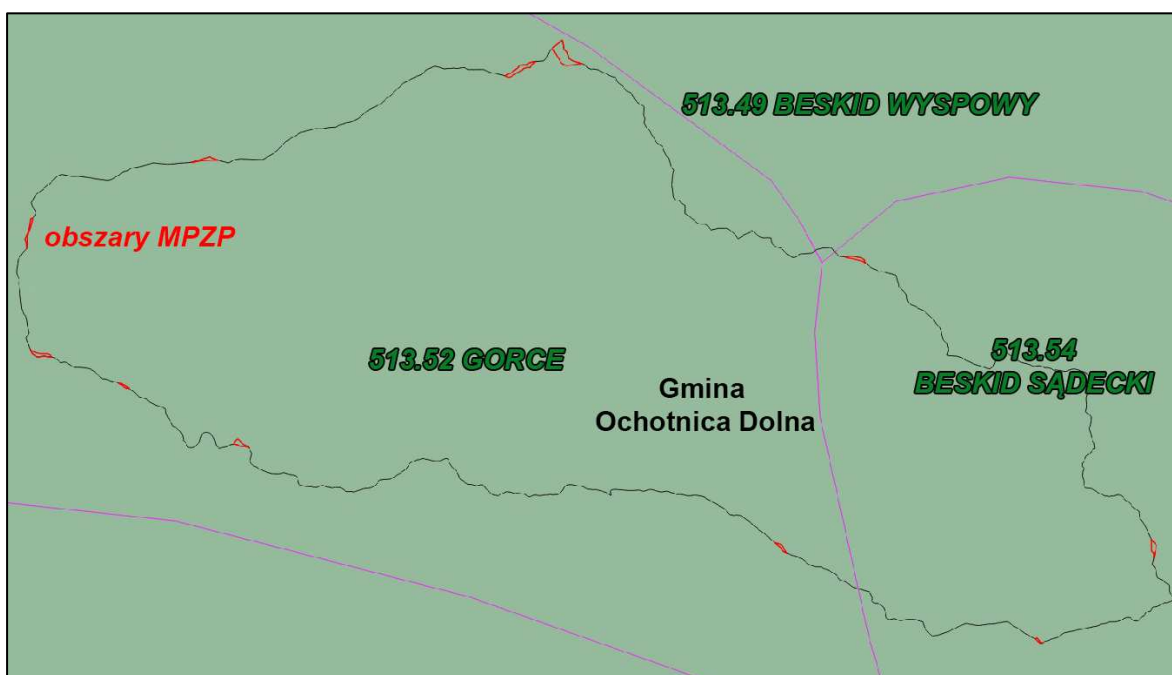 513.49 BESKID WYSPOWY
obszary MPZP
513.52 GORCE
513.54
BESKID SĄDECKI
Gmina
Ochotnica Dolna